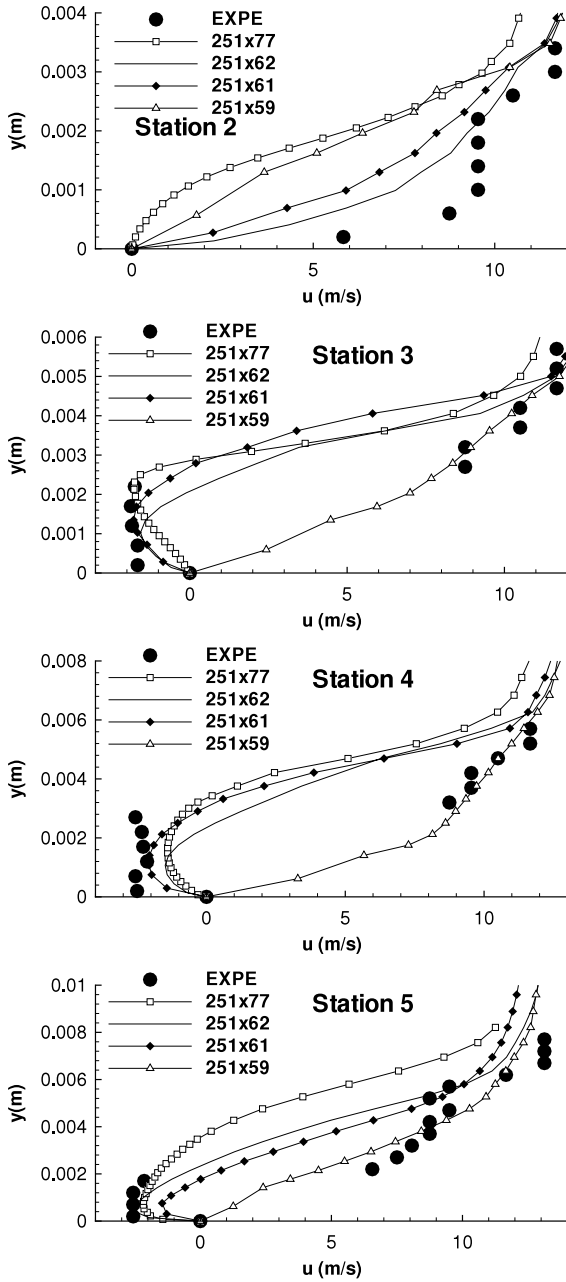 0.004
EXPE
251x77
0.003
251x62
251x61
251x59
0.002
Station 2
y(m)
0.001
0
0 5 10
u (m/s)
0.006
EXPE
251x77
Station 3
0.005
251x62
251x61
0.004
251x59
y(m)
0.003
0.002
0.001
0
0 5 10
u (m/s)
0.008
EXPE
251x77
Station 4
251x62
0.006
251x61
251x59
y(m)
0.004
0.002
0
0 5 10
u (m/s)
0.01
EXPE
251x77
Station 5
251x62
0.008
251x61
251x59
y(m)
0.006
0.004
0.002
0
0 5 10
u (m/s)